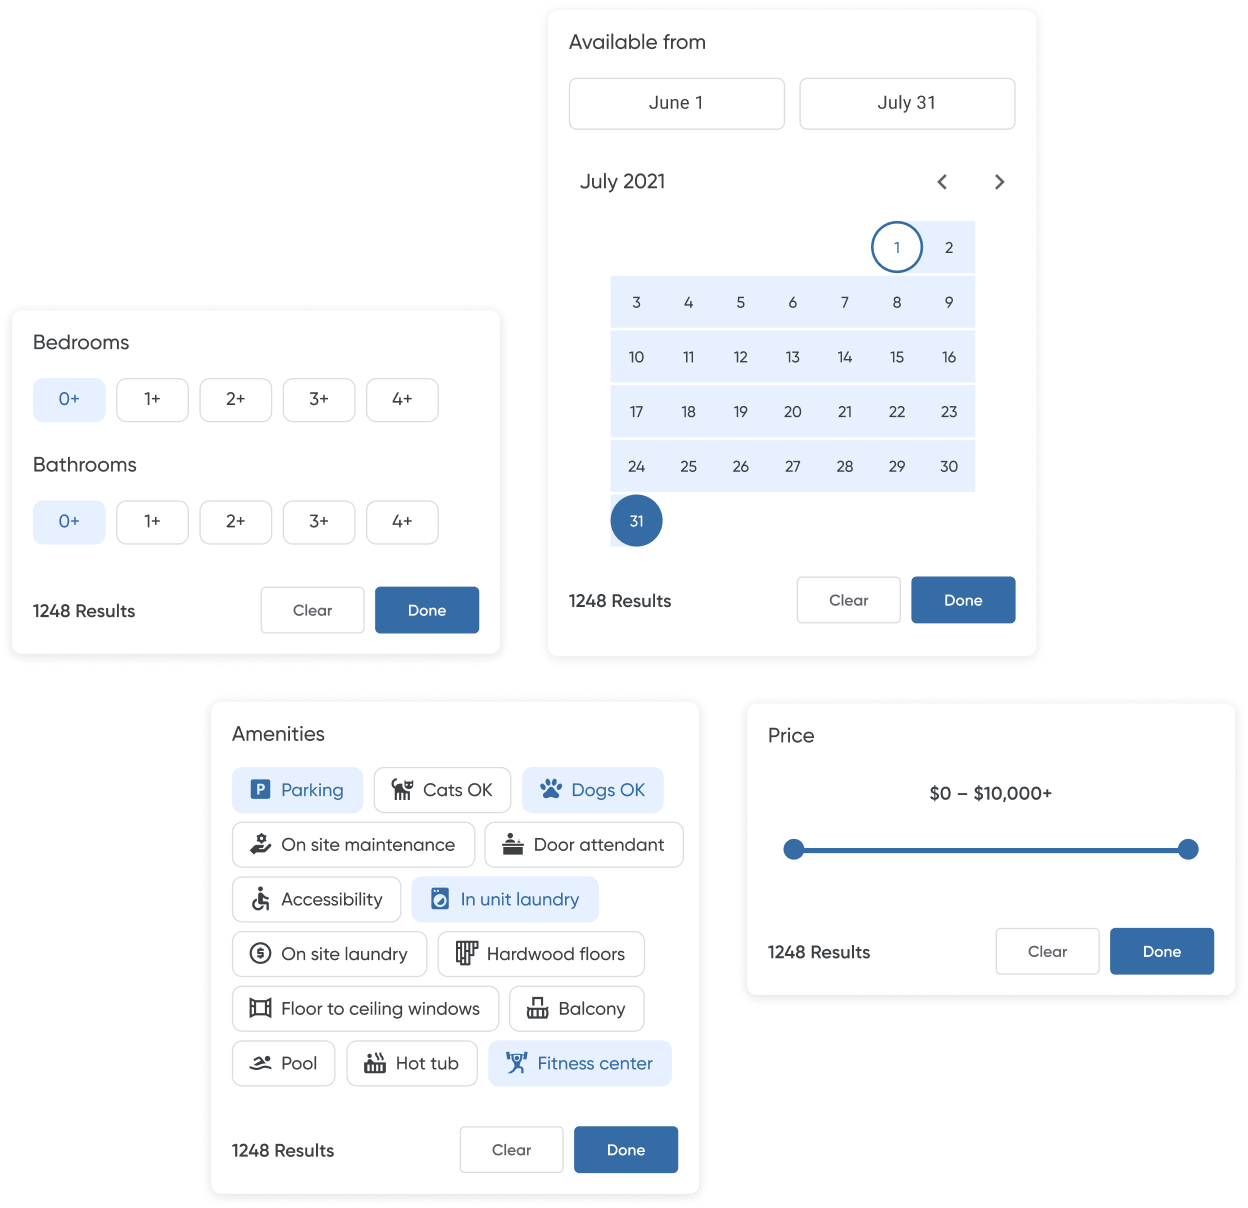 Available from
June 1 July 31
July 2021
1 2
3 4 5 6 7 8 9
10 11 12 13 14 15 16
17 18 19 20 21 22 23
24 25 26 27 28 29 30
31
1248 Results Clear Done
Bedrooms
0+ 1+ 2+ 3+ 4+
Bathrooms
0+ 1+ 2+ 3+ 4+
1248 Results Clear Done
Amenities
P Parking Cats OK Dogs OK
On site maintenance Door attendant
Accessibility In unit laundry
$ On site laundry Hardwood floors
Floor to ceiling windows Balcony
Pool Hot tub Fitness center
1248 Results Clear Done
Price
$0 – $10,000+
1248 Results Clear Done